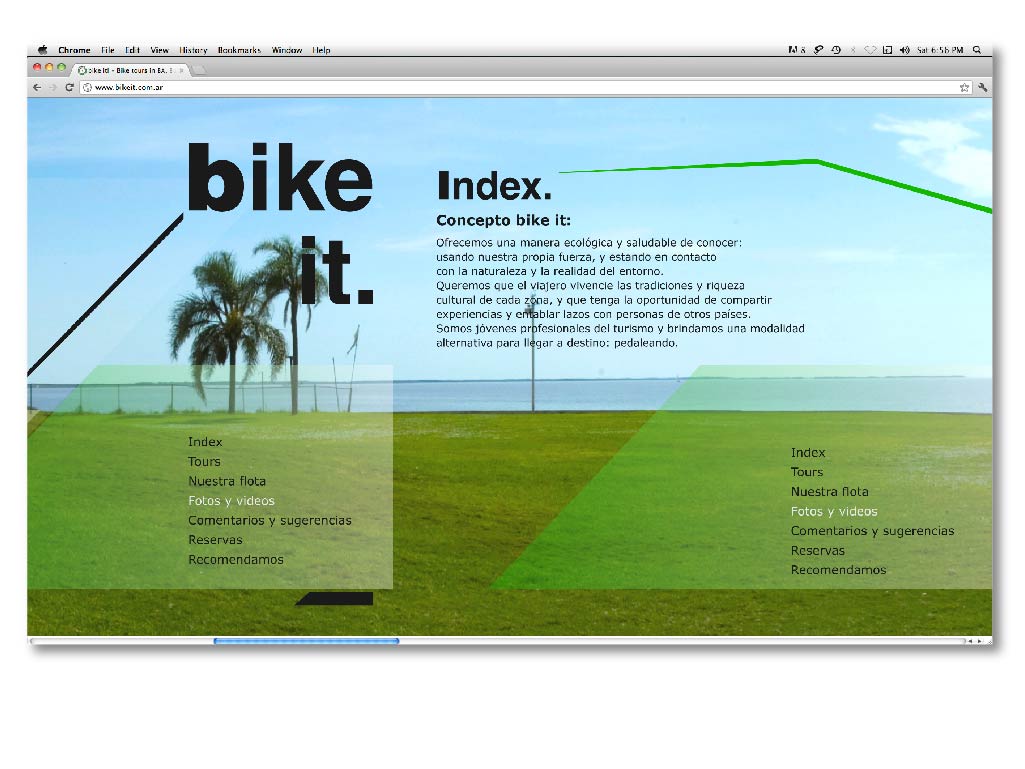 Chrome File Edit View History Bookmarks Window Help
8 Sat 6:56 PM
bike it! - Bike tours in BA, B
www.bikeit.com.ar
bike
it.
Index.
Concepto bike it:
Ofrecemos una manera ecológica y saludable de conocer:
usando nuestra propia fuerza, y estando en contacto
con la naturaleza y la realidad del entorno.
Queremos que el viajero vivencie las tradiciones y riqueza
cultural de cada zona, y que tenga la oportunidad de compartir
experiencias y entablar lazos con personas de otros países.
Somos jóvenes profesionales del turismo y brindamos una modalidad
alternativa para llegar a destino: pedaleando.
Index
Tours
Nuestra flota
Fotos y videos
Comentarios y sugerencias
Reservas
Recomendamos
Index
Tours
Nuestra flota
Fotos y videos
Comentarios y sugerencias
Reservas
Recomendamos